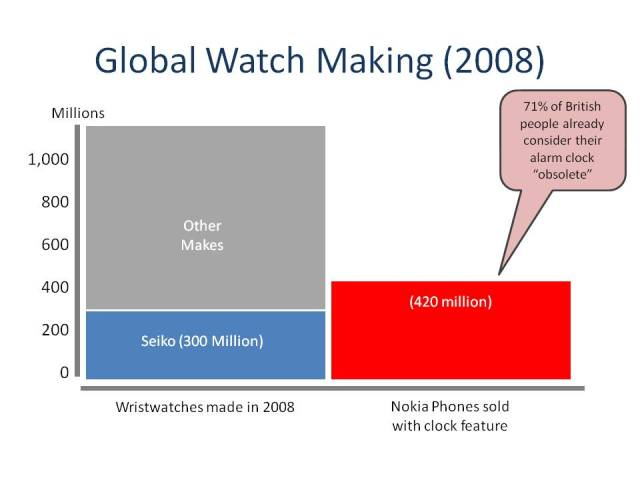 Global Watch Making (2008)
Millions
71% of British
people already
consider their
alarm clock
“obsolete”
1,000
800
600
400
200
0
Other
Makes
(420 million)
Seiko (300 Million)
Wristwatches made in 2008
Nokia Phones sold
with clock feature